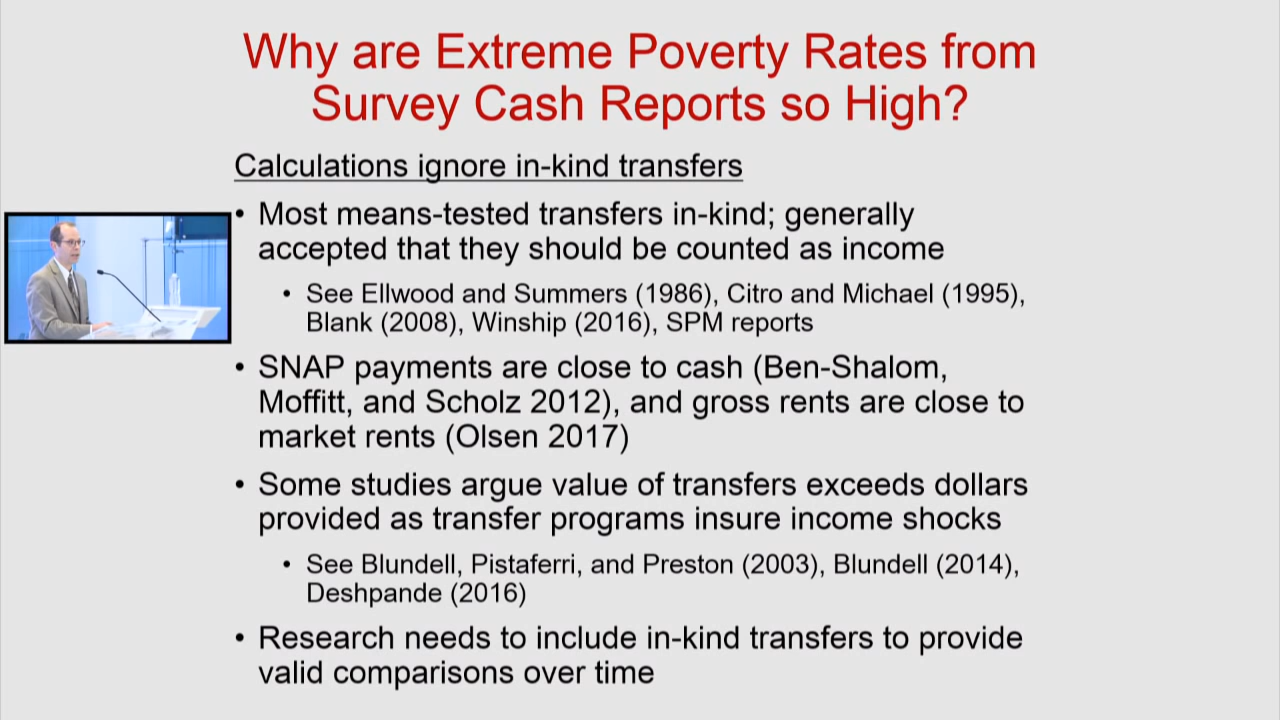 Why are Extreme Poverty Rates from
Survey Cash Reports so High?
Calculations ignore in-kind transfers
• Most means-tested transfers in-kind; generally
accepted that they should be counted as income
• See Ellwood and Summers (1986), Citro and Michael (1995),
Blank (2008), Winship (2016), SPM reports
• SNAP payments are close to cash (Ben-Shalom,
Moffitt, and Scholz 2012), and gross rents are close to
market rents (Olsen 2017)
• Some studies argue value of transfers exceeds dollars
provided as transfer programs insure income shocks
• See Blundell, Pistaferri, and Preston (2003), Blundell (2014),
Deshpande (2016)
• Research needs to include in-kind transfers to provide
valid comparisons over time